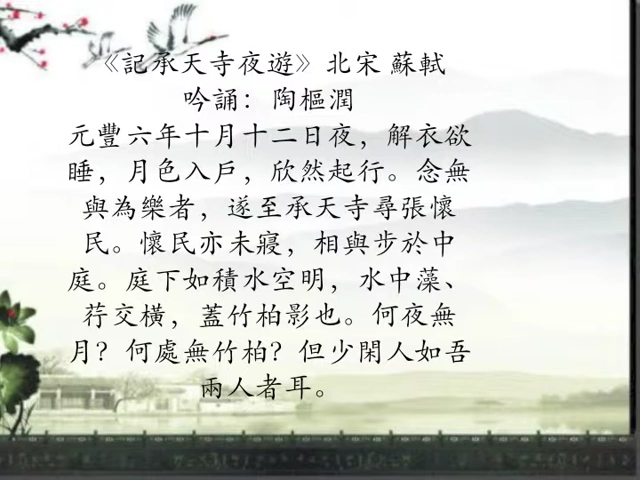 《記承天寺夜遊》北宋 蘇軾
吟誦：陶樞潤
元豐六年十月十二日夜，解衣欲
睡，月色入戶，欣然起行。念無
與為樂者，遂至承天寺尋張懷
民。懷民亦未寢，相與步於中
庭。庭下如積水空明，水中藻、
荇交橫，蓋竹柏影也。何夜無
月？何處無竹柏？但少閑人如吾
兩人者耳。